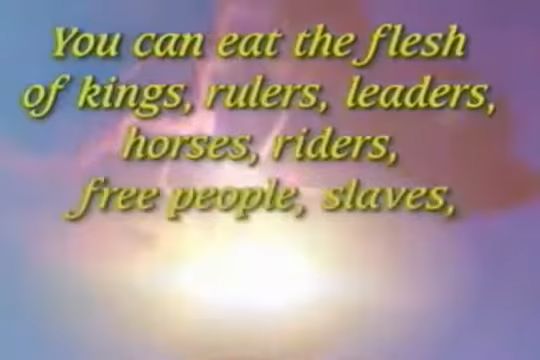 You can eat the flesh
of kings, rulers, leaders,
horses, riders,
free people, slaves,